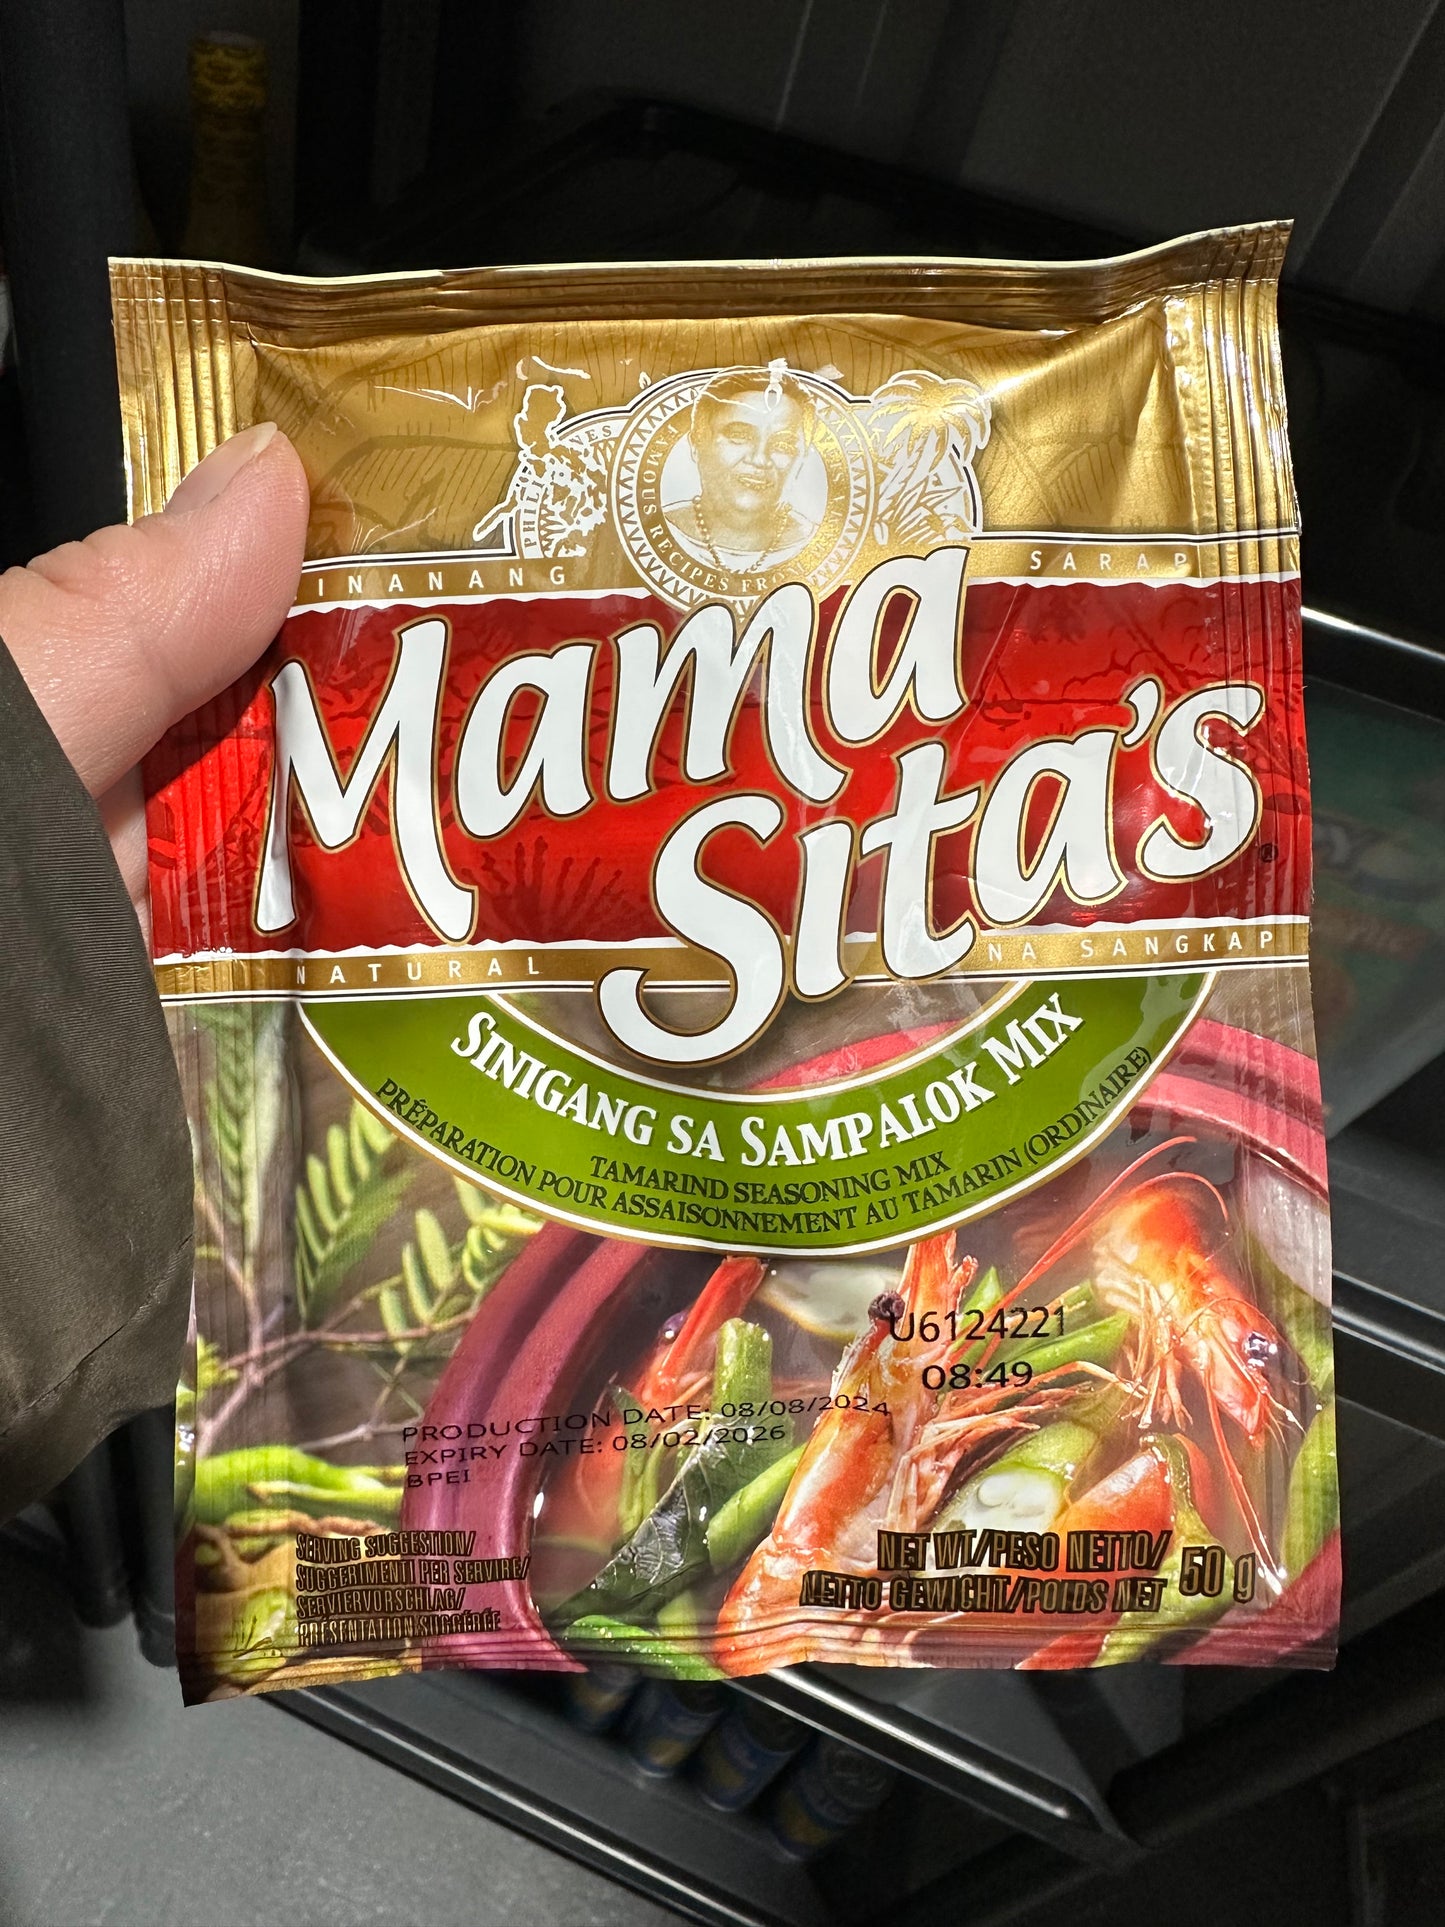 PHILIPPINES
FAMOUS RECIPES FROM
INANANG
SARAP
Mama
Sita's
®
NATURAL
NA SANGKAP
SINIGANG SA SAMPALOK MIX
TAMARIND SEASONING MIX
PRÉPARATION POUR ASSAISONNEMENT AU TAMARIN (ORDINAIRE)
U6124221
08:49
PRODUCTION DATE: 08/08/2024
EXPIRY DATE: 08/02/2026
BPEI
SERVING SUGGESTION/
SUGGERIMENTI PER SERVIRE/
SERVIERVORSCHLAG/
PRÉSENTATION SUGGÉRÉE
NET WT/PESO NETTO/
NETTO GEWICHT/POIDS NET 50 g